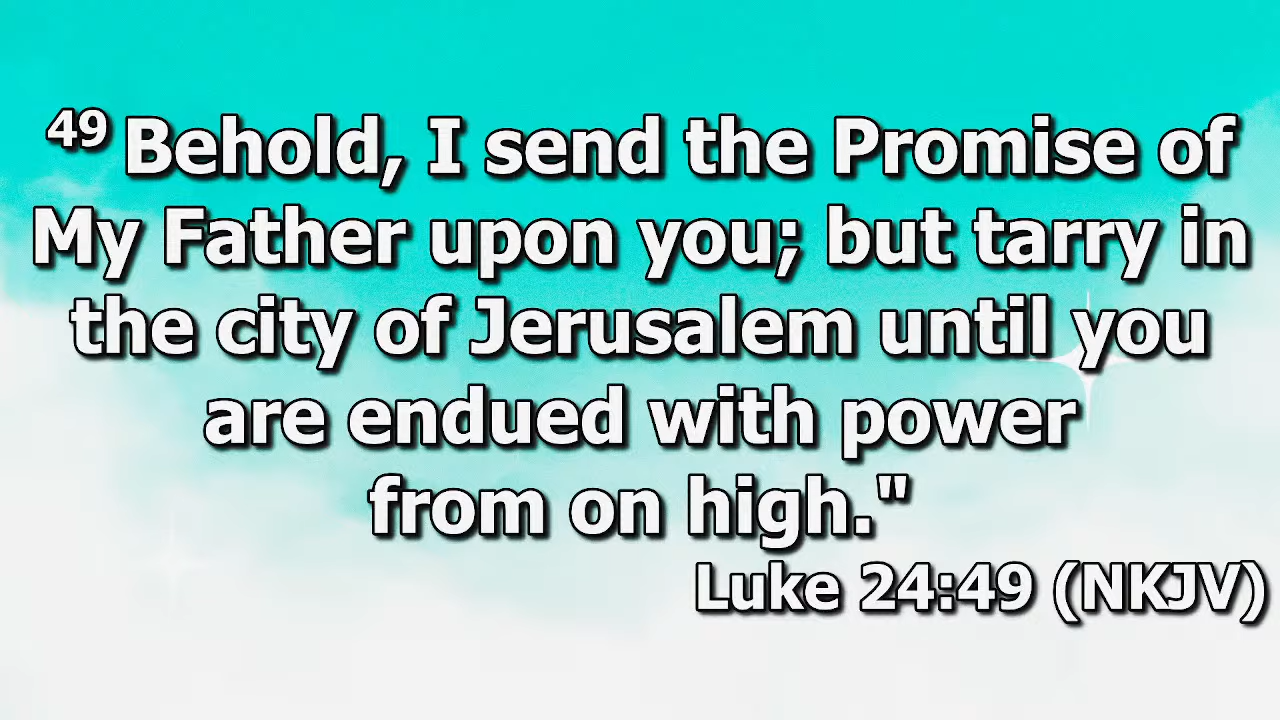 49 Behold, I send the Promise of
My Father upon you; but tarry in
the city of Jerusalem until you
are endued with power
from on high."
Luke 24:49 (NKJV)